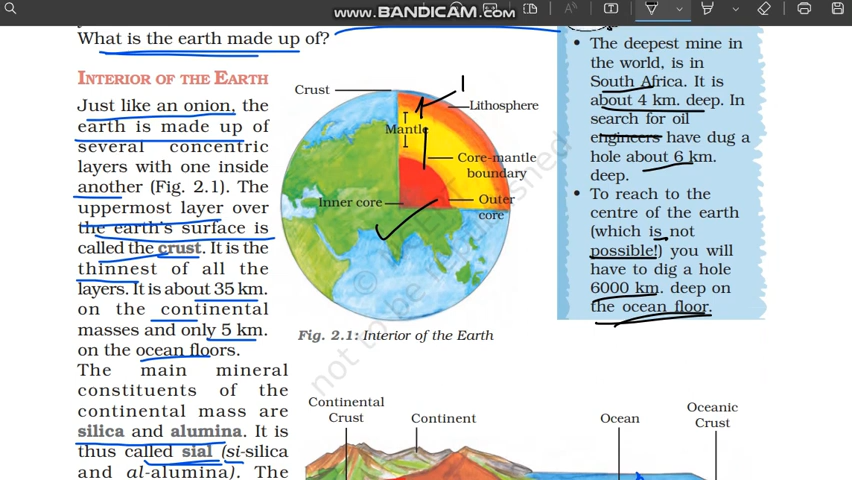 www.BANDICAM.com
What is the earth made up of?
INTERIOR OF THE EARTH
Just like an onion, the
earth is made up of
several concentric
layers with one inside
another (Fig. 2.1). The
uppermost layer over
the earth's surface is
called the crust. It is the
thinnest of all the
layers. It is about 35 km.
on the continental
masses and only 5 km.
on the ocean floors.
The main mineral
constituents of the
continental mass are
silica and alumina. It is
thus called sial (si-silica
and al-alumina). The
Crust
Lithosphere
Mantle
Core-mantle
boundary
Inner core
Outer
core
Fig. 2.1: Interior of the Earth
not to be republished
Continental
Crust
Continent
Ocean
Oceanic
Crust
• The deepest mine in
the world, is in
South Africa. It is
about 4 km. deep. In
search for oil
engineers have dug a
hole about 6 km.
deep.
• To reach to the
centre of the earth
(which is not
possible!) you will
have to dig a hole
6000 km. deep on
the ocean floor.